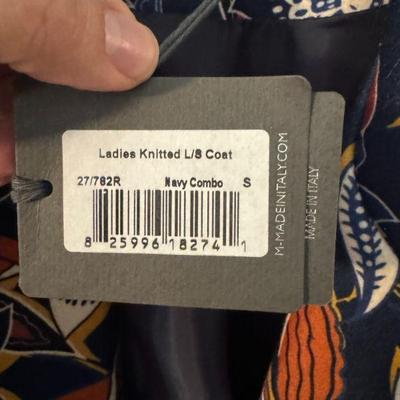 Ladies Knitted L/S Coat
27/782R Navy Combo S
8 25996 18274 1
M-MADEINITALY.COM
MADE IN ITALY